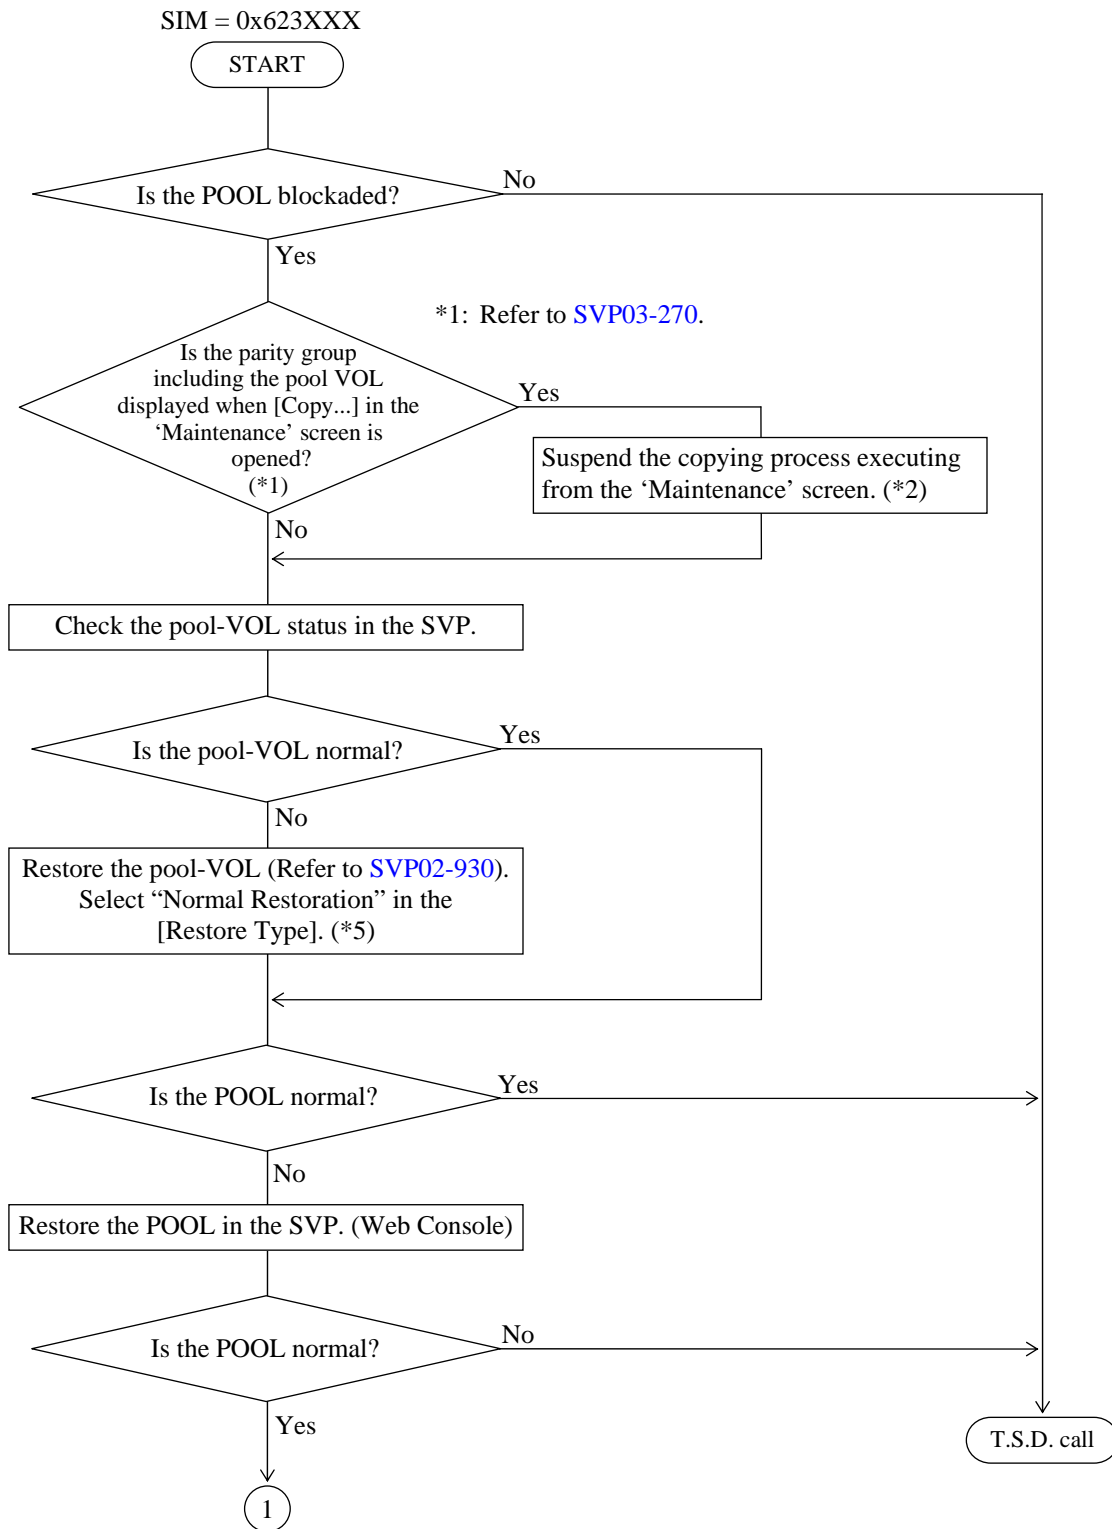 SIM = 0x623XXX
START
Is the POOL blockaded?
No
Yes
*1: Refer to SVP03-270.
Is the parity group
including the pool VOL
displayed when [Copy...] in the
‘Maintenance’ screen is
opened?
(*1)
Yes
Suspend the copying process executing
from the ‘Maintenance’ screen. (*2)
No
Check the pool-VOL status in the SVP.
Is the pool-VOL normal?
Yes
No
Restore the pool-VOL (Refer to SVP02-930).
Select “Normal Restoration” in the
[Restore Type]. (*5)
Is the POOL normal?
Yes
No
Restore the POOL in the SVP. (Web Console)
Is the POOL normal?
No
Yes
T.S.D. call
1